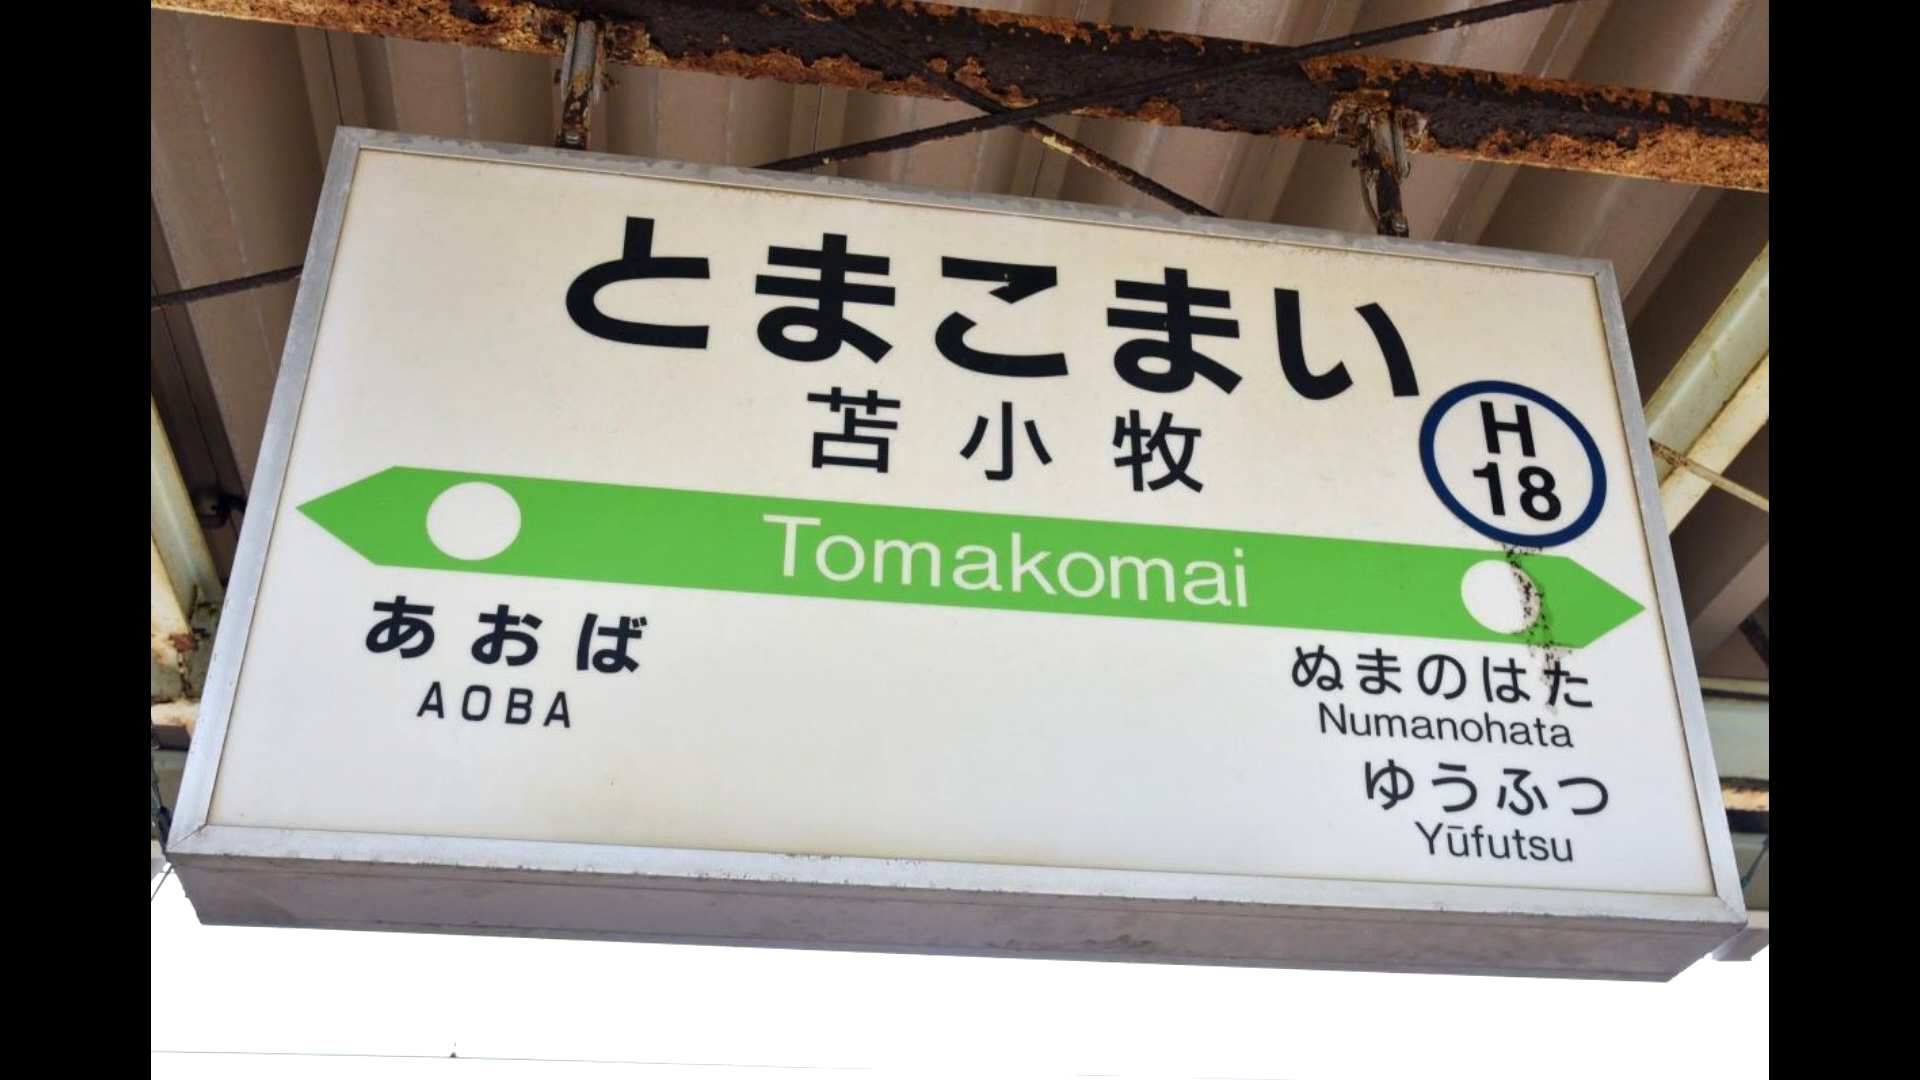 とまこまい
苫小牧
H
18
Tomakomai
あおば
AOBA
ぬまのはた
Numanohata
ゆうふつ
Yūfutsu